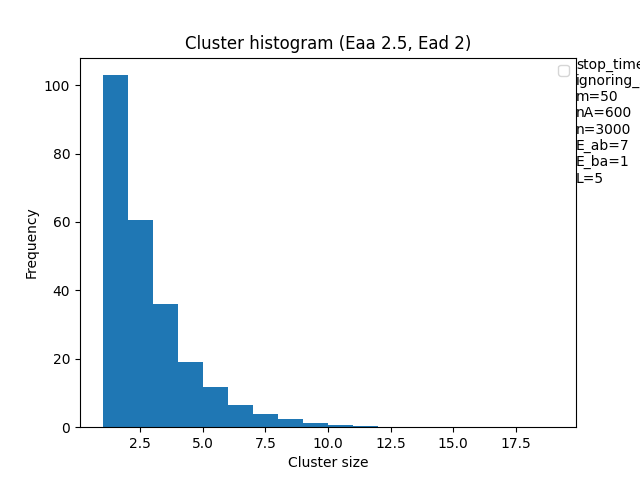 Cluster histogram (Eaa 2.5, Ead 2)
stop_time
ignoring_
m=50
nA=600
n=3000
E_ab=7
E_ba=1
L=5
100
80
60
40
20
0
Frequency
2.5 5.0 7.5 10.0 12.5 15.0 17.5
Cluster size